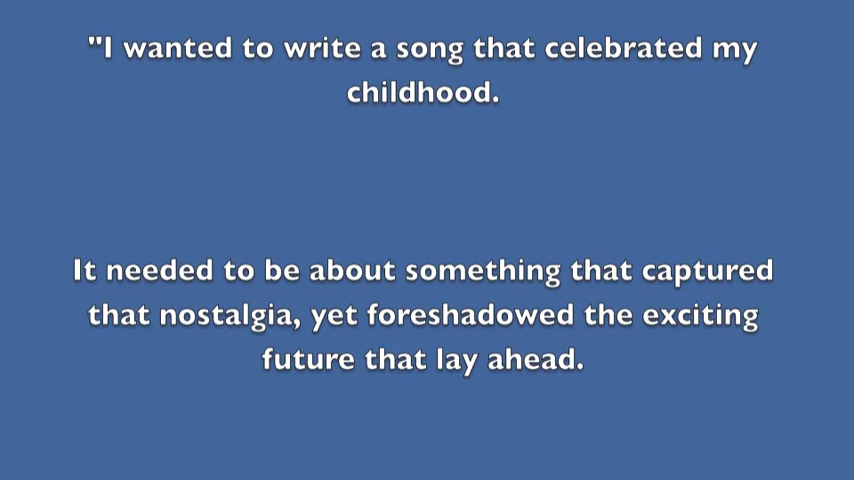 "I wanted to write a song that celebrated my
childhood.
It needed to be about something that captured
that nostalgia, yet foreshadowed the exciting
future that lay ahead.